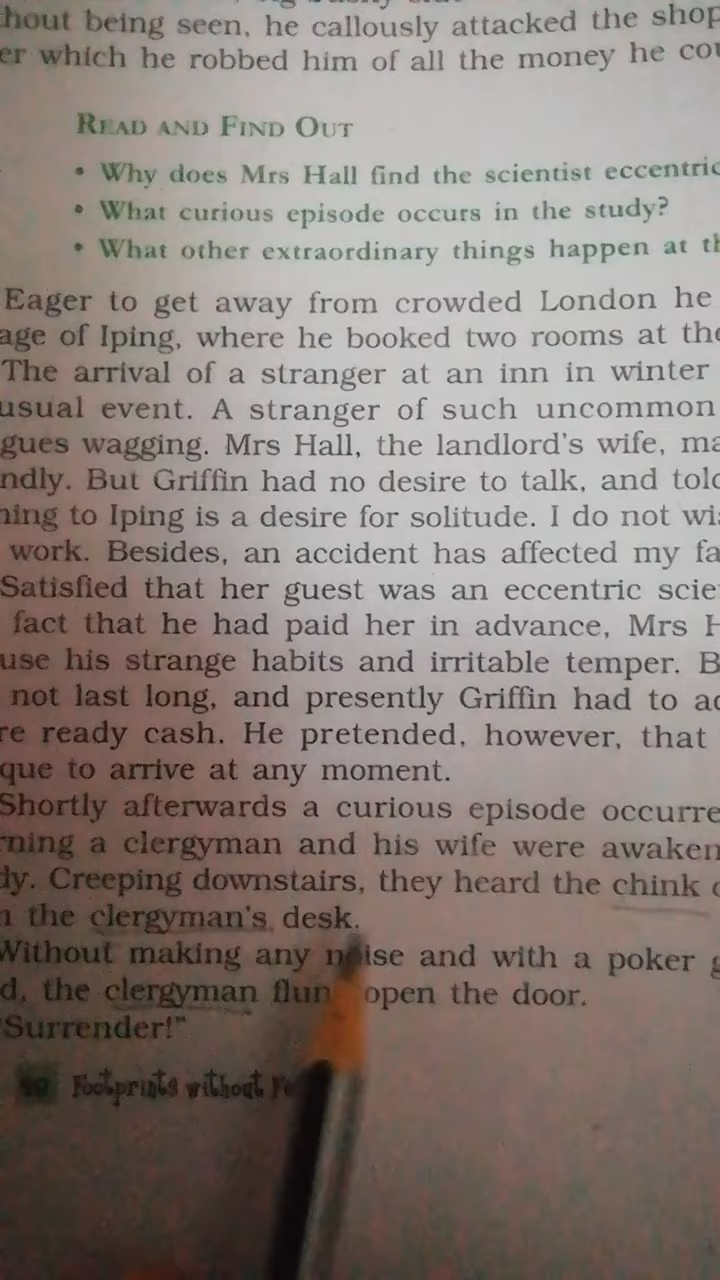 hout being seen, he callously attacked the shop
er which he robbed him of all the money he cou
READ AND FIND OUT
• Why does Mrs Hall find the scientist eccentric
• What curious episode occurs in the study?
• What other extraordinary things happen at th
Eager to get away from crowded London he
age of Iping, where he booked two rooms at the
The arrival of a stranger at an inn in winter
usual event. A stranger of such uncommon
gues wagging. Mrs Hall, the landlord's wife, ma
ndly. But Griffin had no desire to talk, and told
ning to Iping is a desire for solitude. I do not wis
work. Besides, an accident has affected my fa
Satisfied that her guest was an eccentric scie
fact that he had paid her in advance, Mrs H
use his strange habits and irritable temper. B
not last long, and presently Griffin had to ad
re ready cash. He pretended, however, that
que to arrive at any moment.
Shortly afterwards a curious episode occurre
rning a clergyman and his wife were awaken
dy. Creeping downstairs, they heard the chink o
n the clergyman's desk.
Without making any noise and with a poker g
d, the clergyman flun open the door.
"Surrender!"
Footprints without Fe